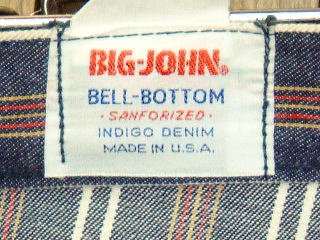 BIG-JOHN®
BELL-BOTTOM
· SANFORIZED ·
INDIGO DENIM
MADE IN U.S.A.